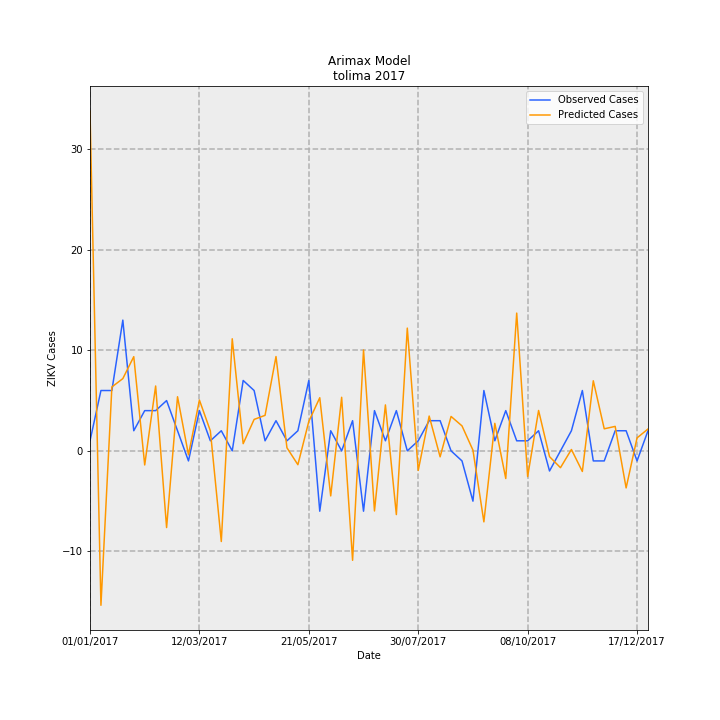 Arimax Model
tolima 2017
Observed Cases
Predicted Cases
30
20
10
0
−10
ZIKV Cases
01/01/2017 12/03/2017 21/05/2017 30/07/2017 08/10/2017 17/12/2017
Date